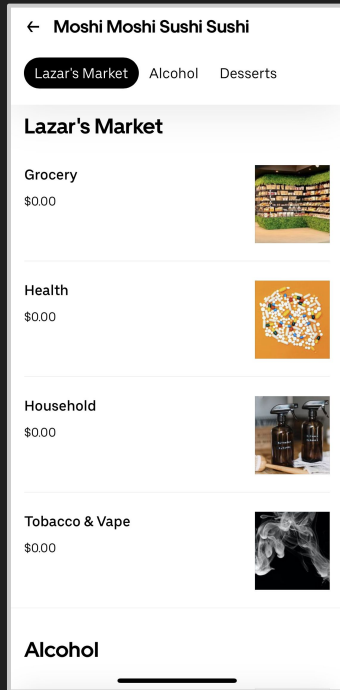 Moshi Moshi Sushi Sushi
Lazar's Market Alcohol Desserts
Lazar's Market
Grocery
$0.00
Health
$0.00
Household
$0.00
Tobacco & Vape
$0.00
Alcohol